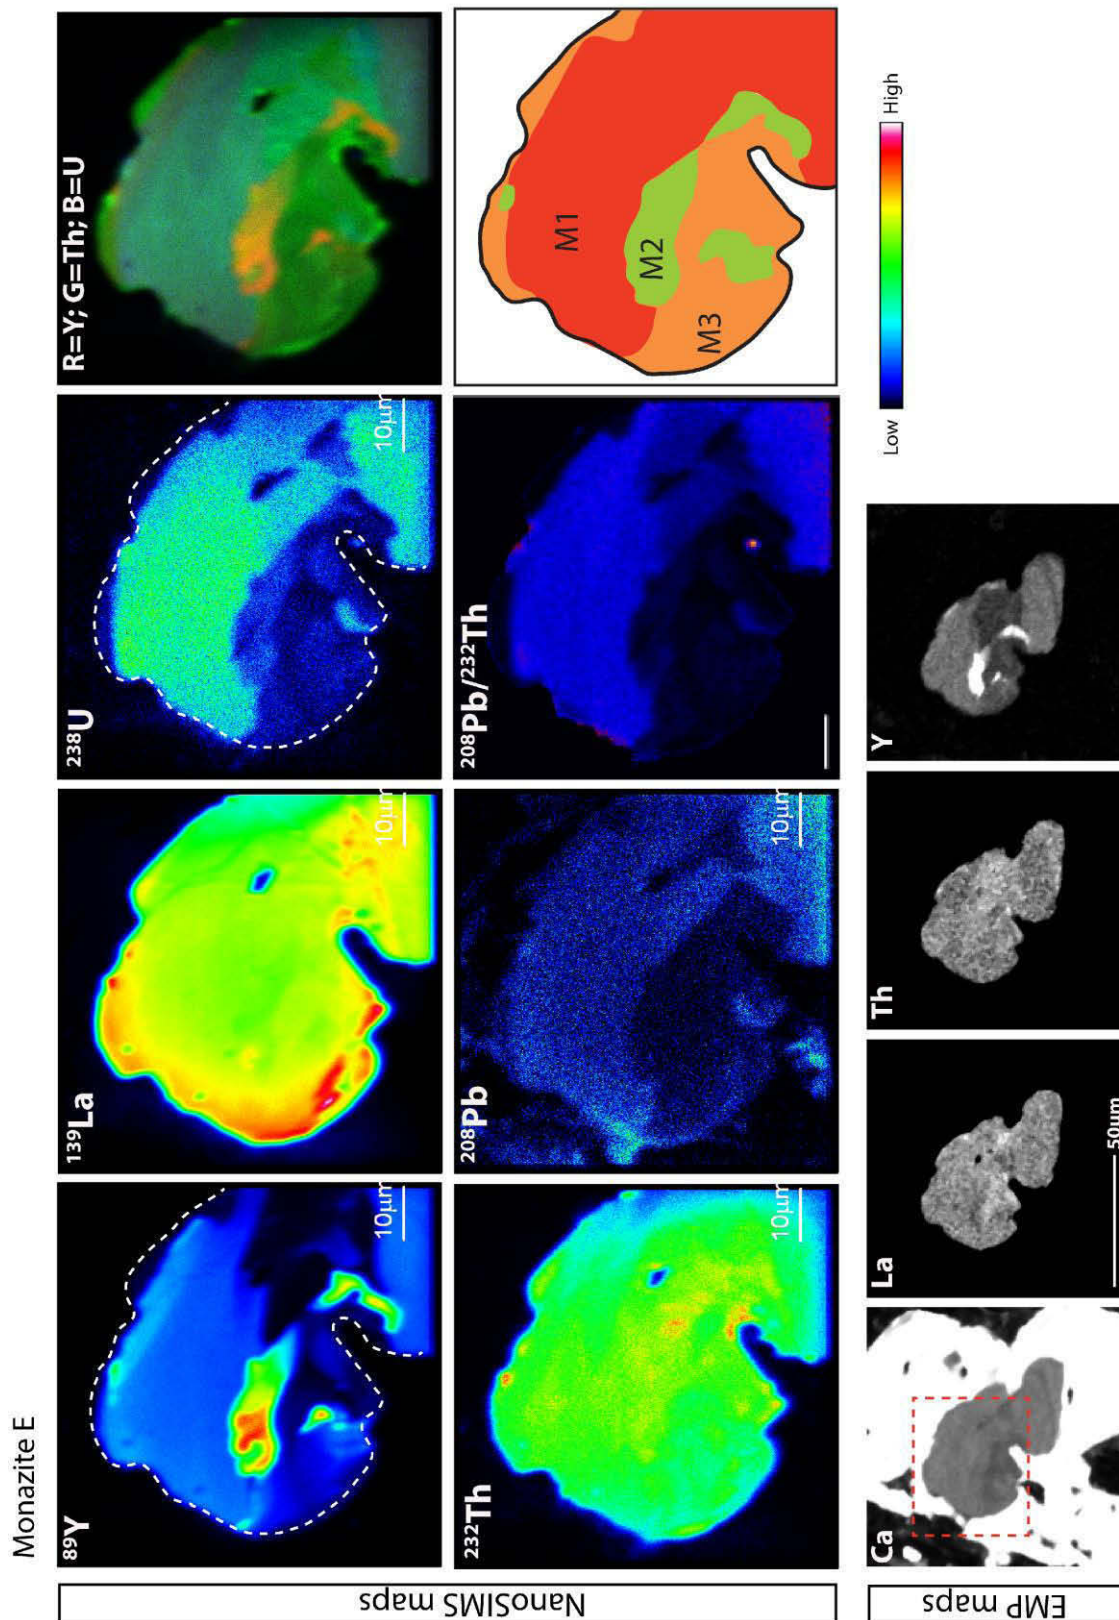 Monazite E
NanoSIMS maps
⁸⁹Y
10μm
¹³⁹La
10μm
²³⁸U
10μm
R=Y; G=Th; B=U
²³²Th
10μm
²⁰⁸Pb
10μm
²⁰⁸Pb/²³²Th
M1
M2
M3
EMP maps
Ca
La
50μm
Th
Y
Low
High